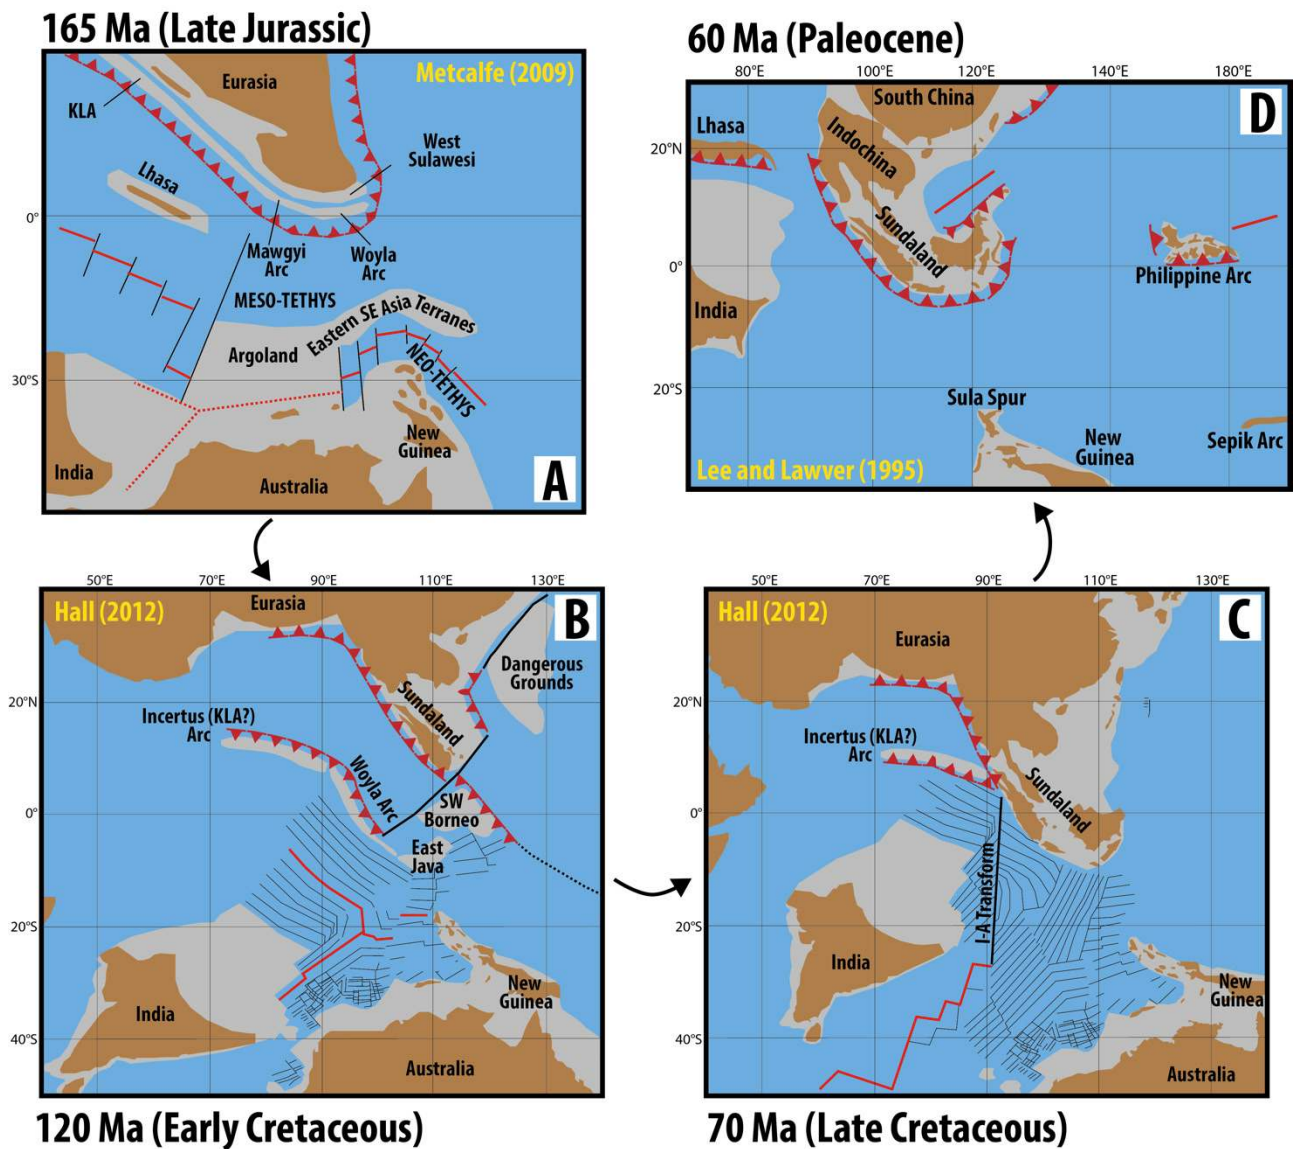 165 Ma (Late Jurassic)
Metcalfe (2009)
Eurasia
KLA
West
Sulawesi
Lhasa
0°
Mawgyi
Arc
Woyla
Arc
MESO-TETHYS
Eastern SE Asia Terranes
Argoland
NEO-TETHYS
30°S
New
Guinea
India
Australia
A
60 Ma (Paleocene)
80°E 100°E 120°E 140°E 180°E
South China
D
Lhasa
Indochina
20°N
Sundaland
0°
Philippine Arc
India
20°S
Sula Spur
New
Guinea
Sepik Arc
Lee and Lawver (1995)
50°E 70°E 90°E 110°E 130°E
Hall (2012)
Eurasia
B
Dangerous
Grounds
20°N
Sundaland
Incertus (KLA?)
Arc
Woyla Arc
SW
Borneo
0°
East
Java
20°S
India
New
Guinea
40°S
Australia
120 Ma (Early Cretaceous)
50°E 70°E 90°E 110°E 130°E
Hall (2012)
Eurasia
C
20°N
Incertus (KLA?)
Arc
Sundaland
0°
I-A Transform
20°S
India
New
Guinea
40°S
Australia
70 Ma (Late Cretaceous)